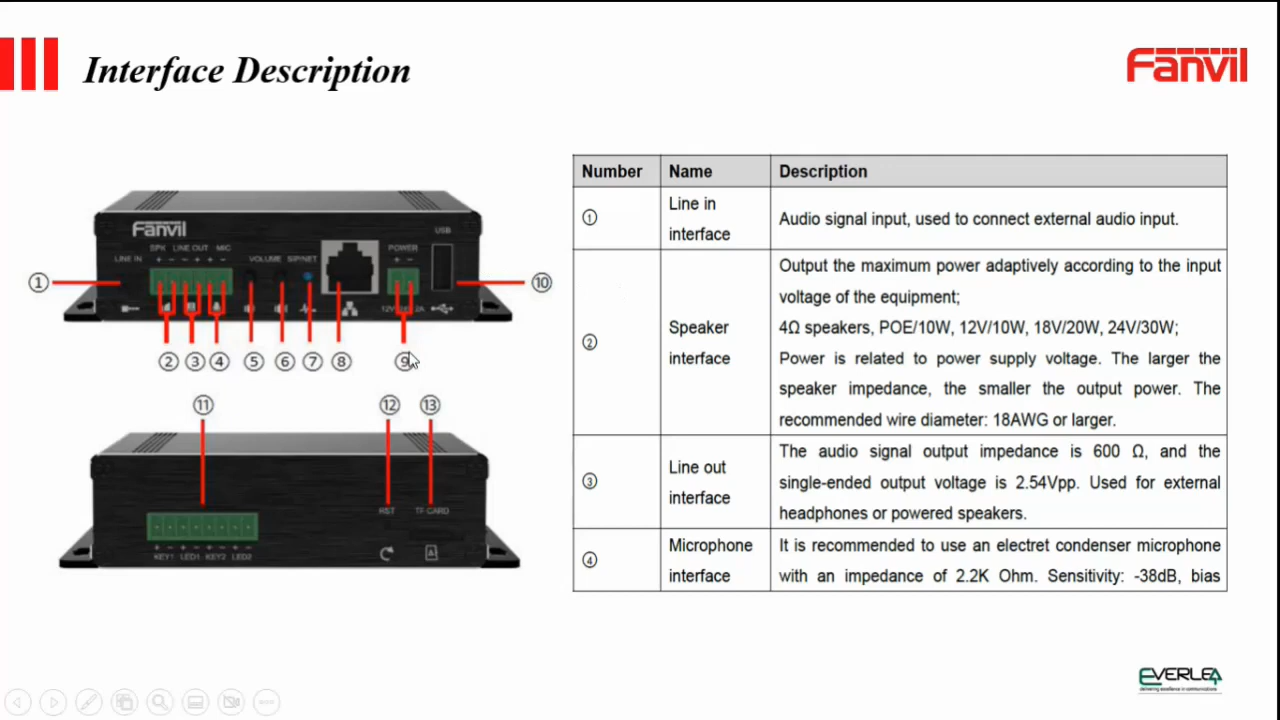 Interface Description
Fanvil
Fanvil
USB
SPK LINE OUT MIC
POWER
LINE IN
+ − − + + −
VOLUME SIP/NET
+ −
①
⑩
② ③ ④ ⑤ ⑥ ⑦ ⑧ ⑨
⑪ ⑫ ⑬
RST TF CARD
+ − + − + − + −
KEY1 LED1 KEY2 LED2
Number Name Description
① Line in
interface
Audio signal input, used to connect external audio input.
② Speaker
interface
Output the maximum power adaptively according to the input
voltage of the equipment;
4Ω speakers, POE/10W, 12V/10W, 18V/20W, 24V/30W;
Power is related to power supply voltage. The larger the
speaker impedance, the smaller the output power. The
recommended wire diameter: 18AWG or larger.
③ Line out
interface
The audio signal output impedance is 600 Ω, and the
single-ended output voltage is 2.54Vpp. Used for external
headphones or powered speakers.
④ Microphone
interface
It is recommended to use an electret condenser microphone
with an impedance of 2.2K Ohm. Sensitivity: -38dB, bias
EVERLEA
delivering excellence in communications